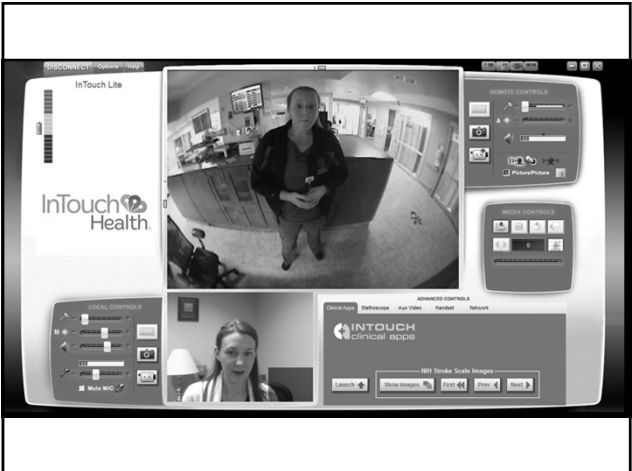 DISCONNECT Options Help
InTouch Lite
InTouch
Health
REMOTE CONTROLS
A
Picture/Picture
MEDIA CONTROLS
0
LOCAL CONTROLS
M
Mute MIC
ADVANCED CONTROLS
Clinical Apps Stethoscope Aux Video Handset Network
INTOUCH
clinical apps
NIH Stroke Scale Images
Launch Show images First Prev Next